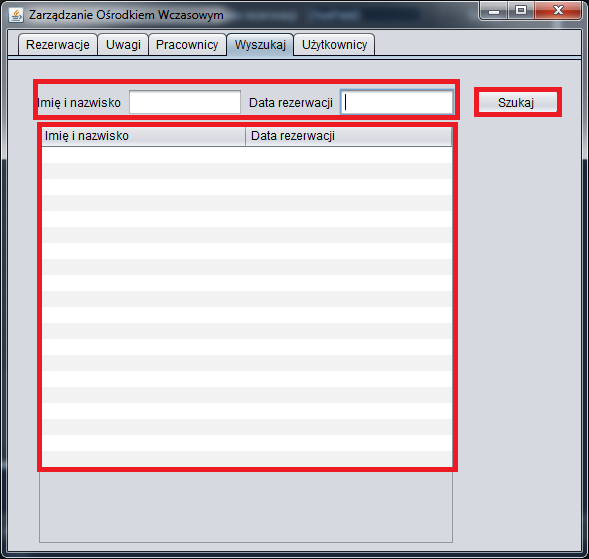 Zarządzanie Ośrodkiem Wczasowym
Rezerwacje Uwagi Pracownicy Wyszukaj Użytkownicy
Imię i nazwisko Data rezerwacji Szukaj
Imię i nazwisko Data rezerwacji